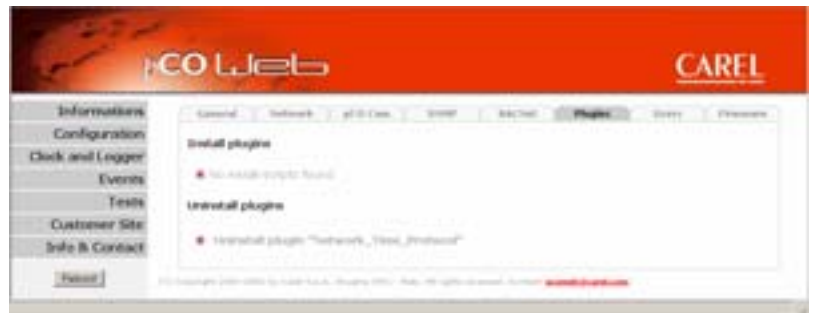 pCO Web
CAREL
Informations
Configuration
Clock and Logger
Events
Tests
Customer Site
Info & Contact
Reboot
General
Network
pCO Com
SNMP
BACnet
Plugins
Users
Firmware
Install plugins
No install scripts found
Uninstall plugins
Uninstall plugin "Network_Time_Protocol"